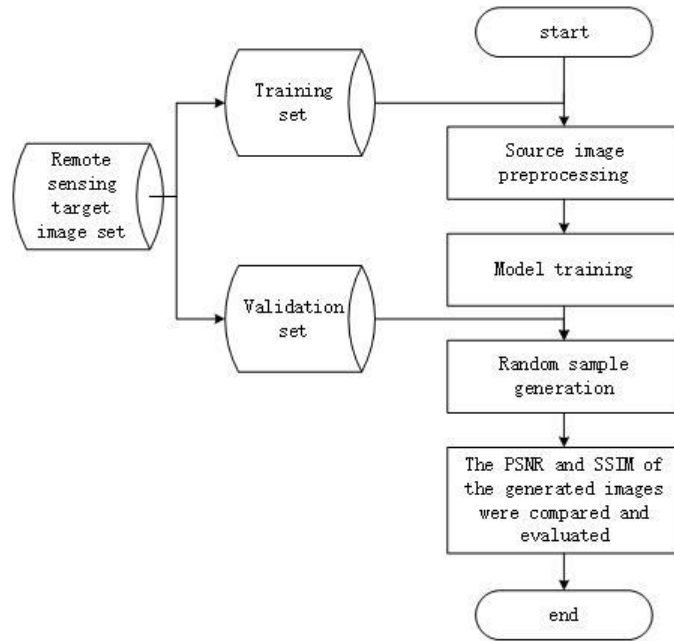 start
Training
set
Source image
preprocessing
Remote
sensing
target
image set
Model training
Validation
set
Random sample
generation
The PSNR and SSIM of
the generated images
were compared and
evaluated
end